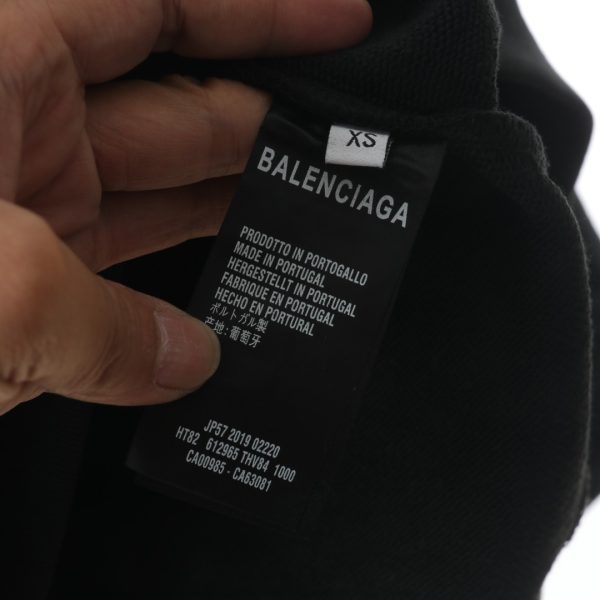 XS
BALENCIAGA
PRODOTTO IN PORTOGALLO
MADE IN PORTUGAL
HERGESTELLT IN PORTUGAL
FABRIQUE EN PORTUGAL
HECHO EN PORTURAL
ポルトガル製
产地:葡萄牙
JP57 2019 02220
HT82 612965 THV84 1000
CA00985 - CA63081